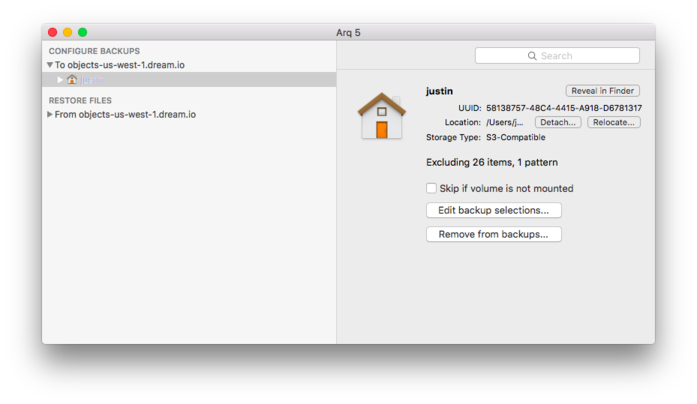 Arq 5
Search
CONFIGURE BACKUPS
To objects-us-west-1.dream.io
justin
RESTORE FILES
From objects-us-west-1.dream.io
justin
Reveal in Finder
UUID: 58138757-48C4-4415-A918-D6781317
Location: /Users/j... Detach... Relocate...
Storage Type: S3-Compatible
Excluding 26 items, 1 pattern
Skip if volume is not mounted
Edit backup selections...
Remove from backups...